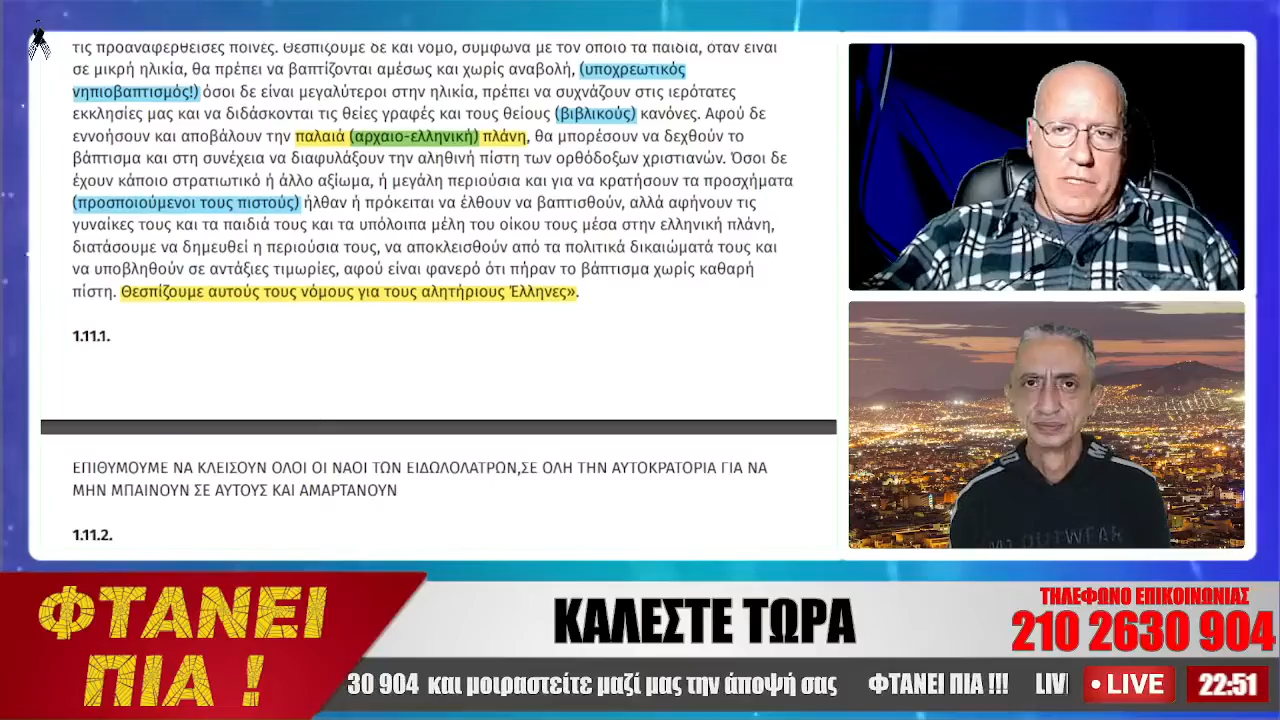 τις προαναφερθείσες ποινές. Θεσπίζουμε δε και νόμο, σύμφωνα με τον οποίο τα παιδιά, όταν είναι
σε μικρή ηλικία, θα πρέπει να βαπτίζονται αμέσως και χωρίς αναβολή, (υποχρεωτικός
νηπιοβαπτισμός!) όσοι δε είναι μεγαλύτεροι στην ηλικία, πρέπει να συχνάζουν στις ιερότατες
εκκλησίες μας και να διδάσκονται τις θείες γραφές και τους θείους (βιβλικούς) κανόνες. Αφού δε
εννοήσουν και αποβάλουν την παλαιά (αρχαιο-ελληνική) πλάνη, θα μπορέσουν να δεχθούν το
βάπτισμα και στη συνέχεια να διαφυλάξουν την αληθινή πίστη των ορθόδοξων χριστιανών. Όσοι δε
έχουν κάποιο στρατιωτικό ή άλλο αξίωμα, ή μεγάλη περιούσια και για να κρατήσουν τα προσχήματα
(προσποιούμενοι τους πιστούς) ήλθαν ή πρόκειται να έλθουν να βαπτισθούν, αλλά αφήνουν τις
γυναίκες τους και τα παιδιά τους και τα υπόλοιπα μέλη του οίκου τους μέσα στην ελληνική πλάνη,
διατάσουμε να δημευθεί η περιούσια τους, να αποκλεισθούν από τα πολιτικά δικαιώματά τους και
να υποβληθούν σε αντάξιες τιμωρίες, αφού είναι φανερό ότι πήραν το βάπτισμα χωρίς καθαρή
πίστη. Θεσπίζουμε αυτούς τους νόμους για τους αλητήριους Έλληνες».
1.11.1.
ΕΠΙΘΥΜΟΥΜΕ ΝΑ ΚΛΕΙΣΟΥΝ ΟΛΟΙ ΟΙ ΝΑΟΙ ΤΩΝ ΕΙΔΩΛΟΛΑΤΡΩΝ,ΣΕ ΟΛΗ ΤΗΝ ΑΥΤΟΚΡΑΤΟΡΙΑ ΓΙΑ ΝΑ
ΜΗΝ ΜΠΑΙΝΟΥΝ ΣΕ ΑΥΤΟΥΣ ΚΑΙ ΑΜΑΡΤΑΝΟΥΝ
1.11.2.
ΦΤΑΝΕΙ
ΠΙΑ !
ΚΑΛΕΣΤΕ ΤΩΡΑ
ΤΗΛΕΦΩΝΟ ΕΠΙΚΟΙΝΩΝΙΑΣ
210 2630 904
30 904 και μοιραστείτε μαζί μας την άποψή σας ΦΤΑΝΕΙ ΠΙΑ !!! LIV
• LIVE
22:51